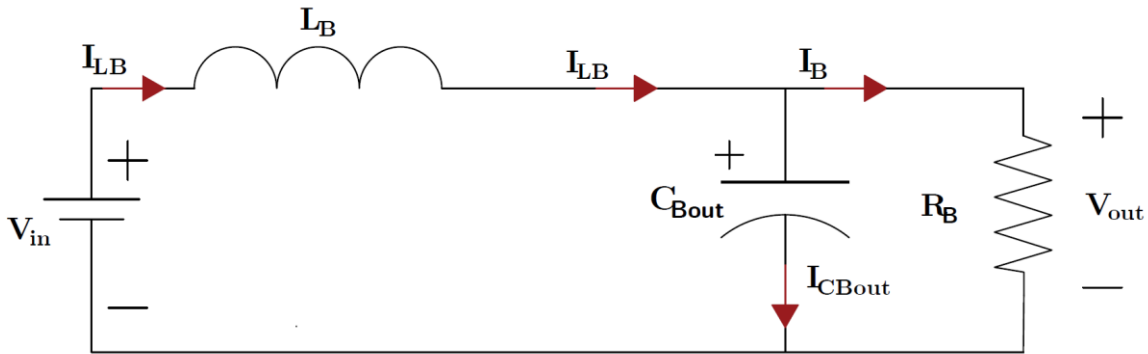 L_B
I_LB
I_LB
I_B
+
+
+
V_in
C_Bout
R_B
V_out
I_CBout
−
−